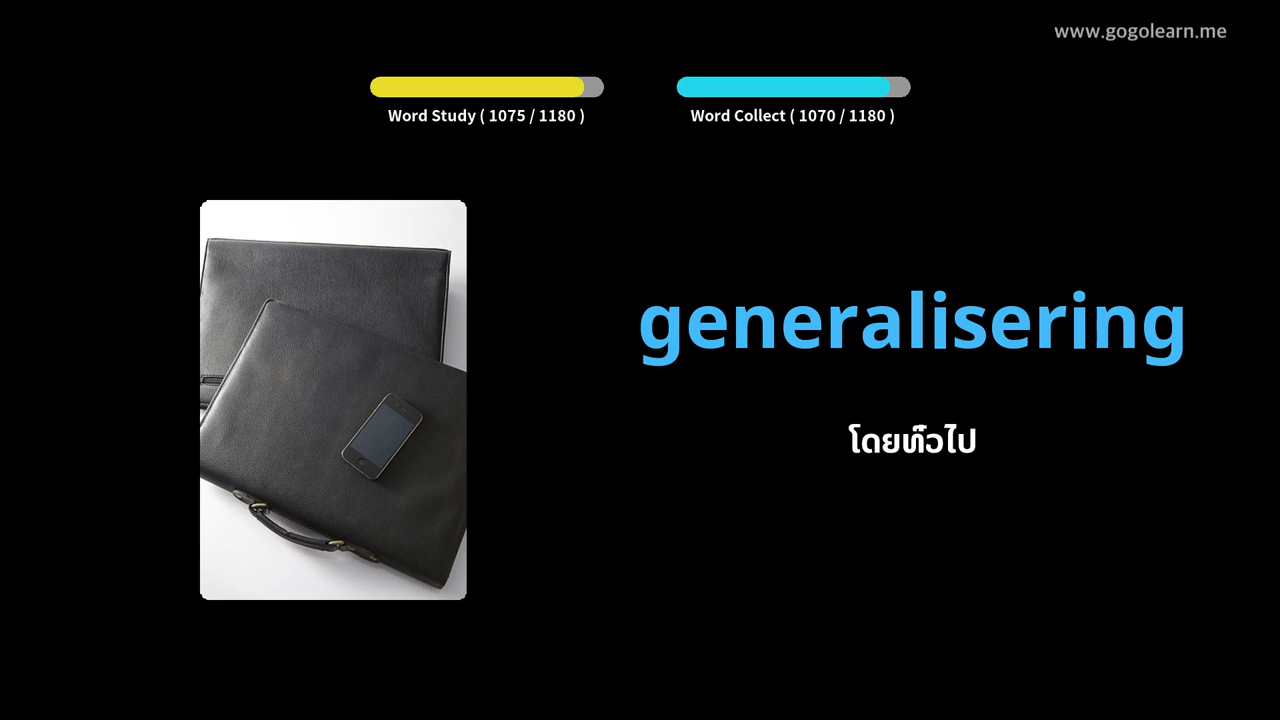 www.gogolearn.me
Word Study ( 1075 / 1180 )
Word Collect ( 1070 / 1180 )
generalisering
โดยทั่วไป